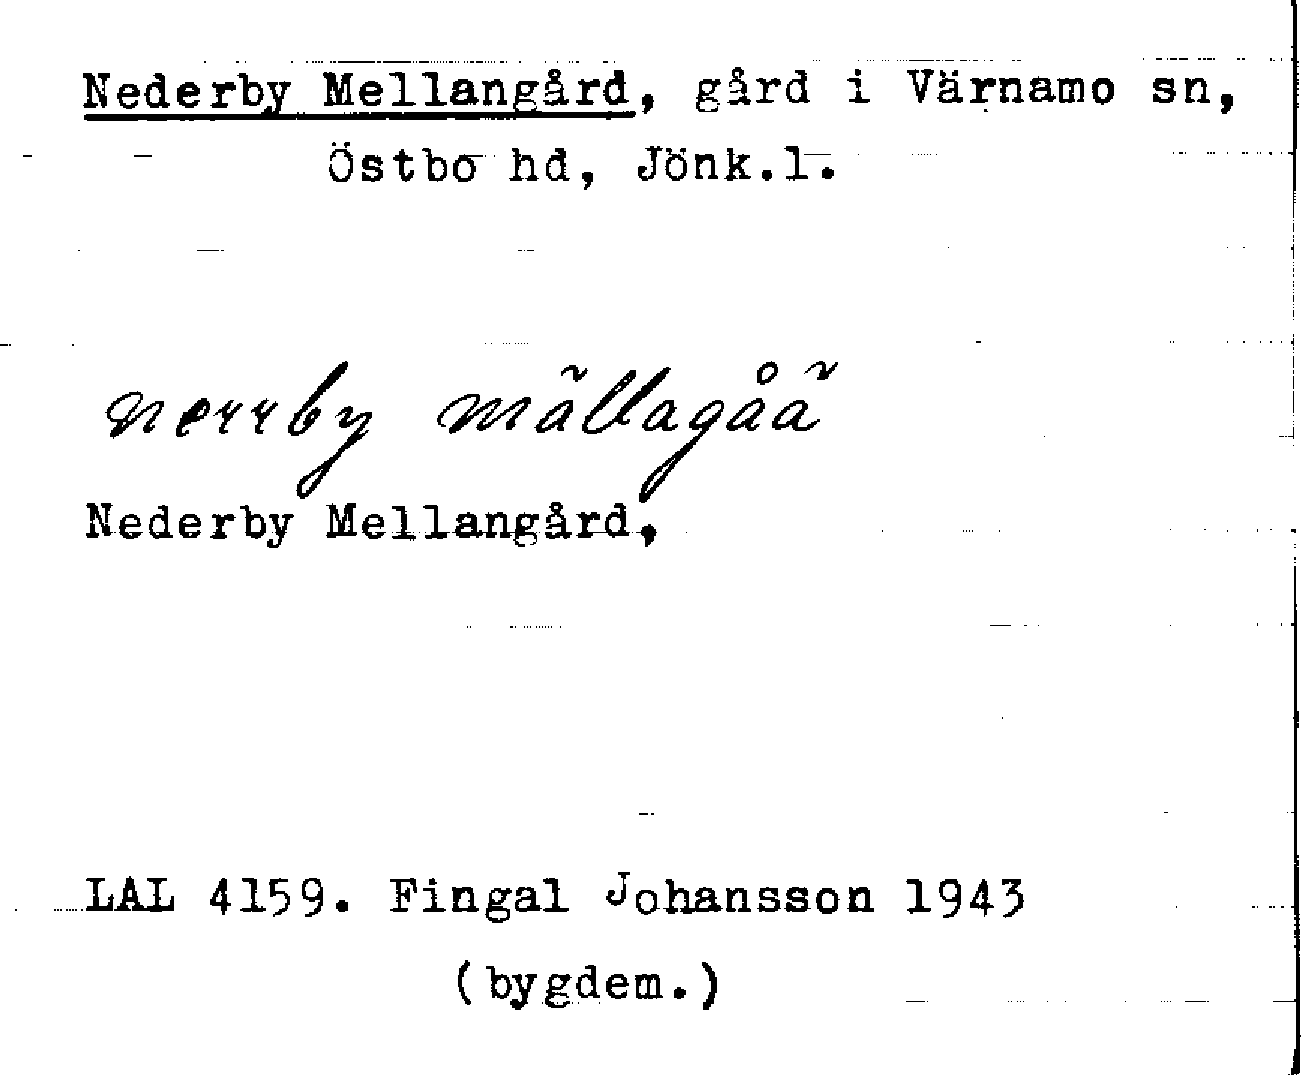 Nederby Mellangård, gård i Värnamo sn,
Östbo hd, Jönk.l.
nerrby mällagåä
Nederby Mellangård,
LAL 4159. Fingal Johansson 1943
(bygdem.)